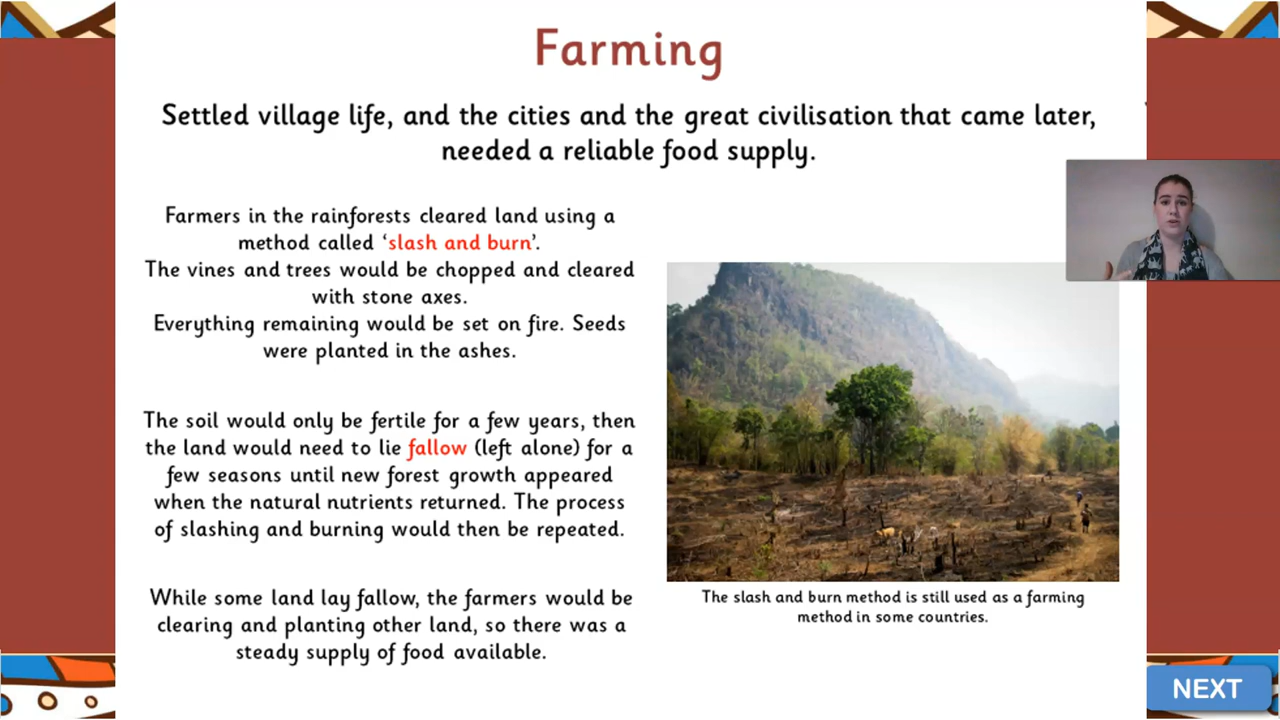 Farming
Settled village life, and the cities and the great civilisation that came later,
needed a reliable food supply.
Farmers in the rainforests cleared land using a
method called ‘slash and burn’.
The vines and trees would be chopped and cleared
with stone axes.
Everything remaining would be set on fire. Seeds
were planted in the ashes.
The soil would only be fertile for a few years, then
the land would need to lie fallow (left alone) for a
few seasons until new forest growth appeared
when the natural nutrients returned. The process
of slashing and burning would then be repeated.
While some land lay fallow, the farmers would be
clearing and planting other land, so there was a
steady supply of food available.
The slash and burn method is still used as a farming
method in some countries.
NEXT